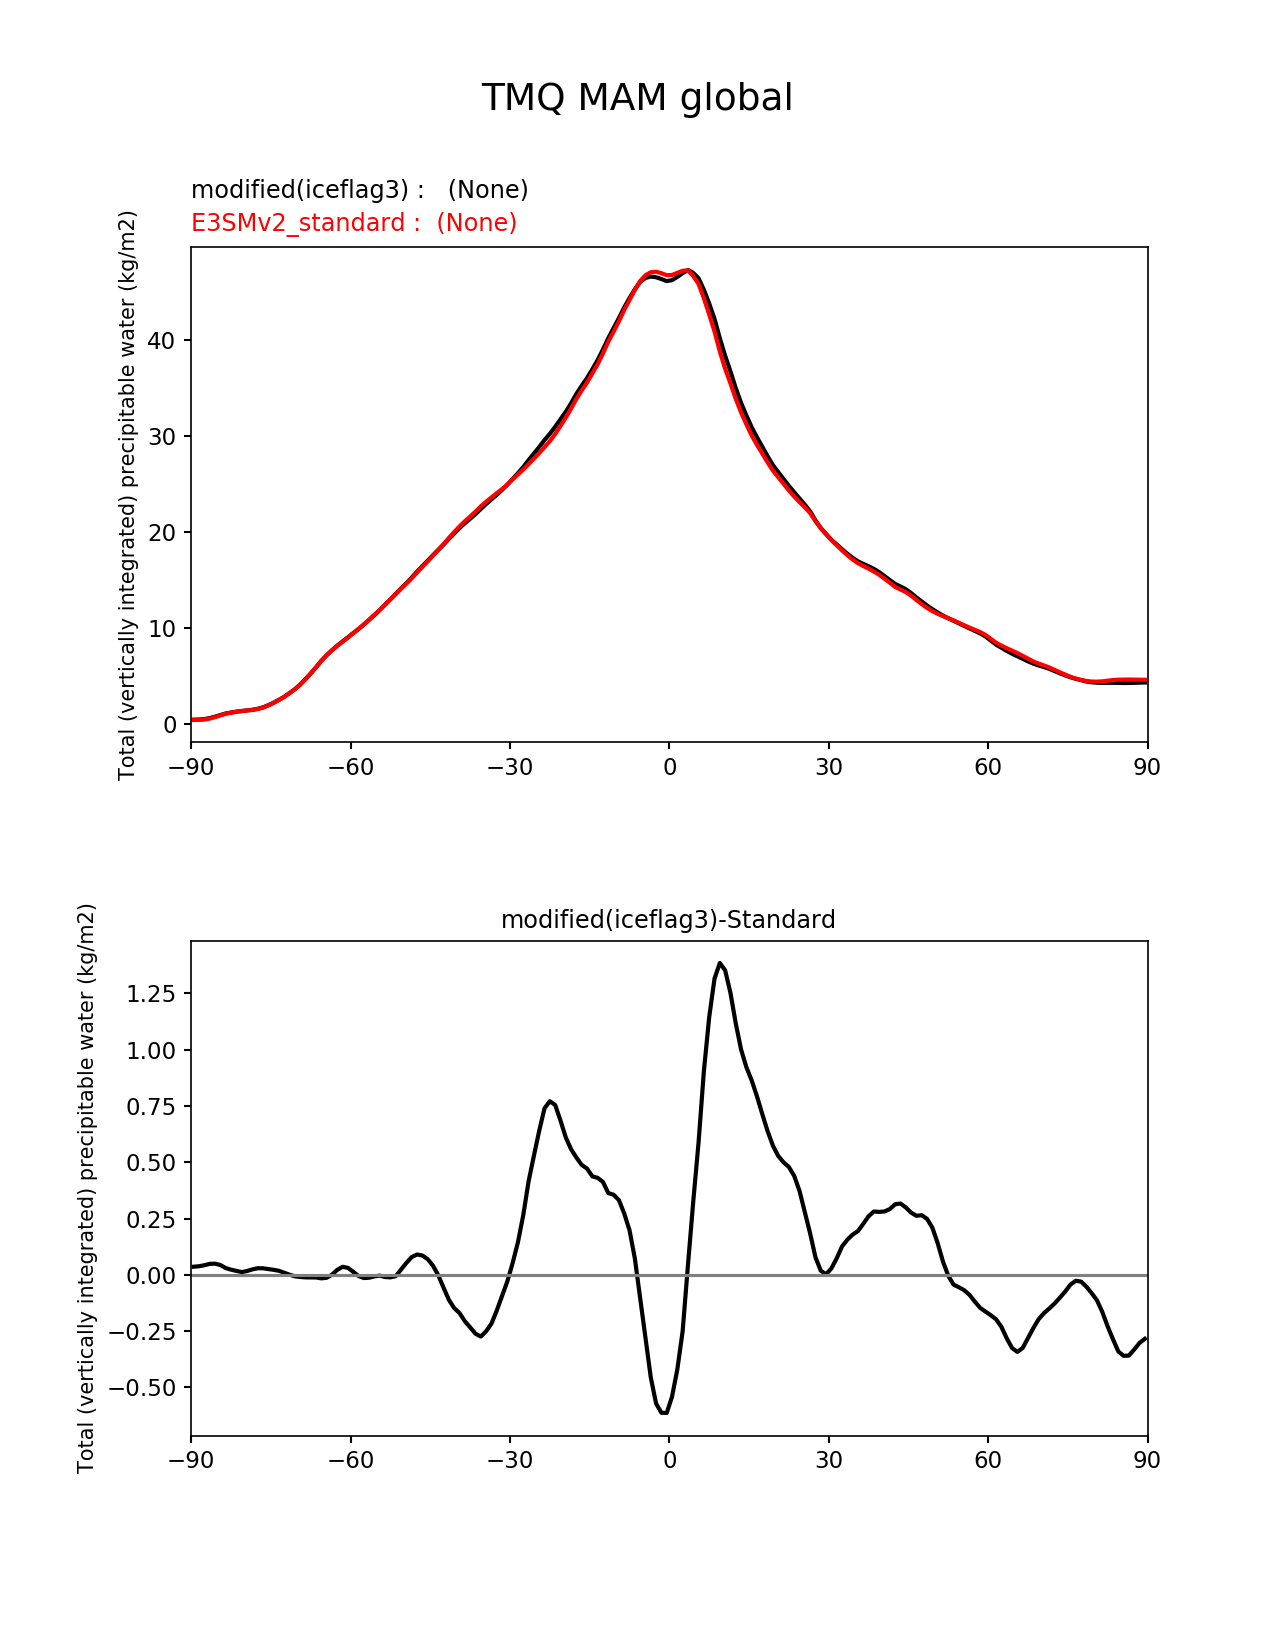 TMQ MAM global
modified(iceflag3) :   (None)
E3SMv2_standard :  (None)
Total (vertically integrated) precipitable water (kg/m2)
40
30
20
10
0
−90 −60 −30 0 30 60 90
modified(iceflag3)-Standard
Total (vertically integrated) precipitable water (kg/m2)
1.25
1.00
0.75
0.50
0.25
0.00
−0.25
−0.50
−90 −60 −30 0 30 60 90